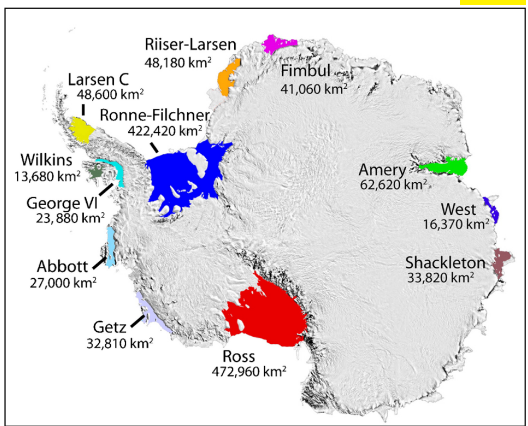 Riiser-Larsen
48,180 km²
Fimbul
41,060 km²
Larsen C
48,600 km²
Ronne-Filchner
422,420 km²
Wilkins
13,680 km²
George VI
23,880 km²
Amery
62,620 km²
West
16,370 km²
Abbott
27,000 km²
Shackleton
33,820 km²
Getz
32,810 km²
Ross
472,960 km²